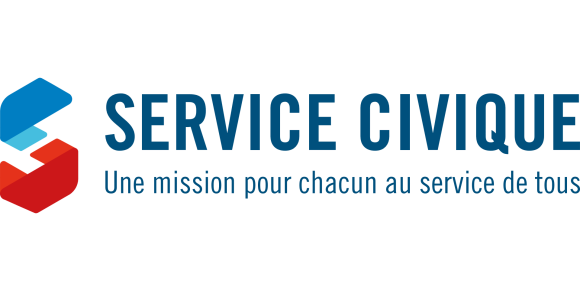 SERVICE CIVIQUE
Une mission pour chacun au service de tous